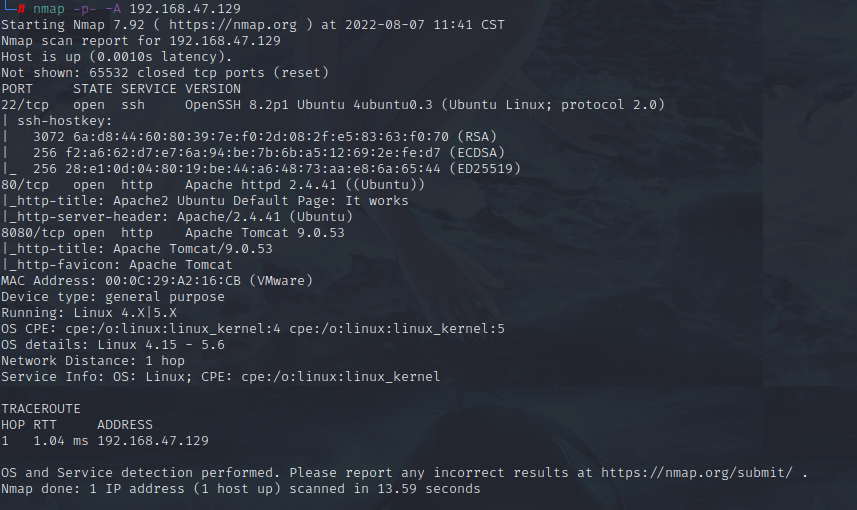 └─# nmap -p- -A 192.168.47.129
Starting Nmap 7.92 ( https://nmap.org ) at 2022-08-07 11:41 CST
Nmap scan report for 192.168.47.129
Host is up (0.0010s latency).
Not shown: 65532 closed tcp ports (reset)
PORT     STATE SERVICE VERSION
22/tcp   open  ssh     OpenSSH 8.2p1 Ubuntu 4ubuntu0.3 (Ubuntu Linux; protocol 2.0)
| ssh-hostkey:
|   3072 6a:d8:44:60:80:39:7e:f0:2d:08:2f:e5:83:63:f0:70 (RSA)
|   256 f2:a6:62:d7:e7:6a:94:be:7b:6b:a5:12:69:2e:fe:d7 (ECDSA)
|_  256 28:e1:0d:04:80:19:be:44:a6:48:73:aa:e8:6a:65:44 (ED25519)
80/tcp   open  http    Apache httpd 2.4.41 ((Ubuntu))
|_http-title: Apache2 Ubuntu Default Page: It works
|_http-server-header: Apache/2.4.41 (Ubuntu)
8080/tcp open  http    Apache Tomcat 9.0.53
|_http-title: Apache Tomcat/9.0.53
|_http-favicon: Apache Tomcat
MAC Address: 00:0C:29:A2:16:CB (VMware)
Device type: general purpose
Running: Linux 4.X|5.X
OS CPE: cpe:/o:linux:linux_kernel:4 cpe:/o:linux:linux_kernel:5
OS details: Linux 4.15 - 5.6
Network Distance: 1 hop
Service Info: OS: Linux; CPE: cpe:/o:linux:linux_kernel
TRACEROUTE
HOP RTT     ADDRESS
1   1.04 ms 192.168.47.129
OS and Service detection performed. Please report any incorrect results at https://nmap.org/submit/ .
Nmap done: 1 IP address (1 host up) scanned in 13.59 seconds